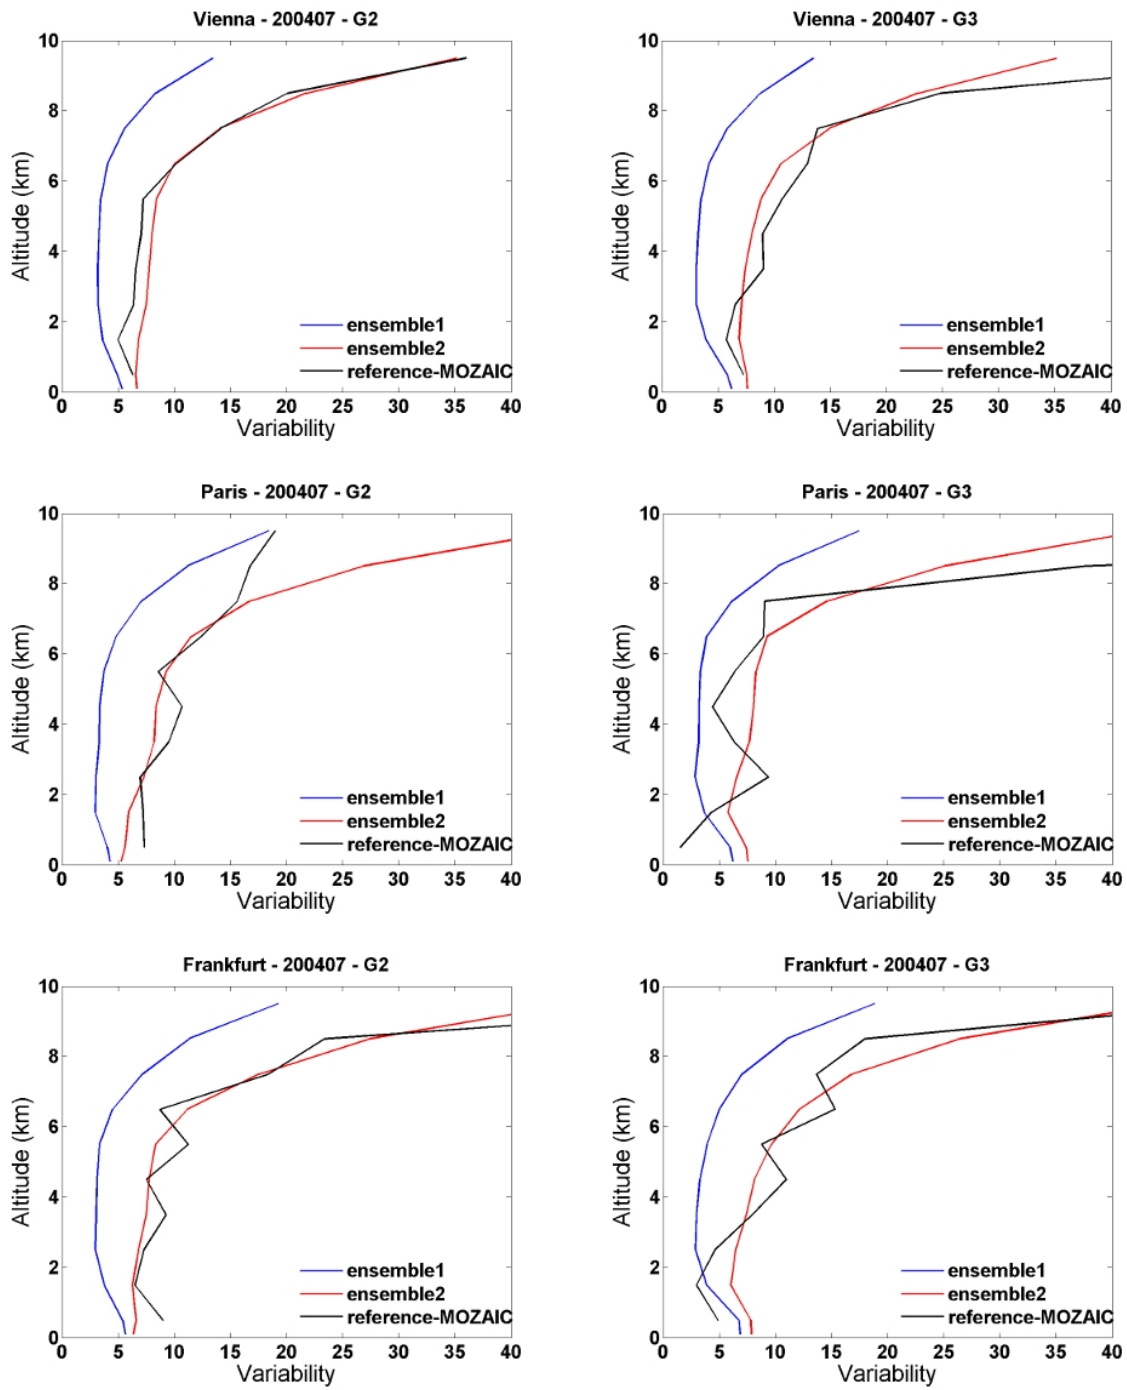 Vienna - 200407 - G2
10
8
6
4
2
0
Altitude (km)
ensemble1
ensemble2
reference-MOZAIC
0 5 10 15 20 25 30 35 40
Variability
Vienna - 200407 - G3
10
8
6
4
2
0
Altitude (km)
ensemble1
ensemble2
reference-MOZAIC
0 5 10 15 20 25 30 35 40
Variability
Paris - 200407 - G2
10
8
6
4
2
0
Altitude (km)
ensemble1
ensemble2
reference-MOZAIC
0 5 10 15 20 25 30 35 40
Variability
Paris - 200407 - G3
10
8
6
4
2
0
Altitude (km)
ensemble1
ensemble2
reference-MOZAIC
0 5 10 15 20 25 30 35 40
Variability
Frankfurt - 200407 - G2
10
8
6
4
2
0
Altitude (km)
ensemble1
ensemble2
reference-MOZAIC
0 5 10 15 20 25 30 35 40
Variability
Frankfurt - 200407 - G3
10
8
6
4
2
0
Altitude (km)
ensemble1
ensemble2
reference-MOZAIC
0 5 10 15 20 25 30 35 40
Variability